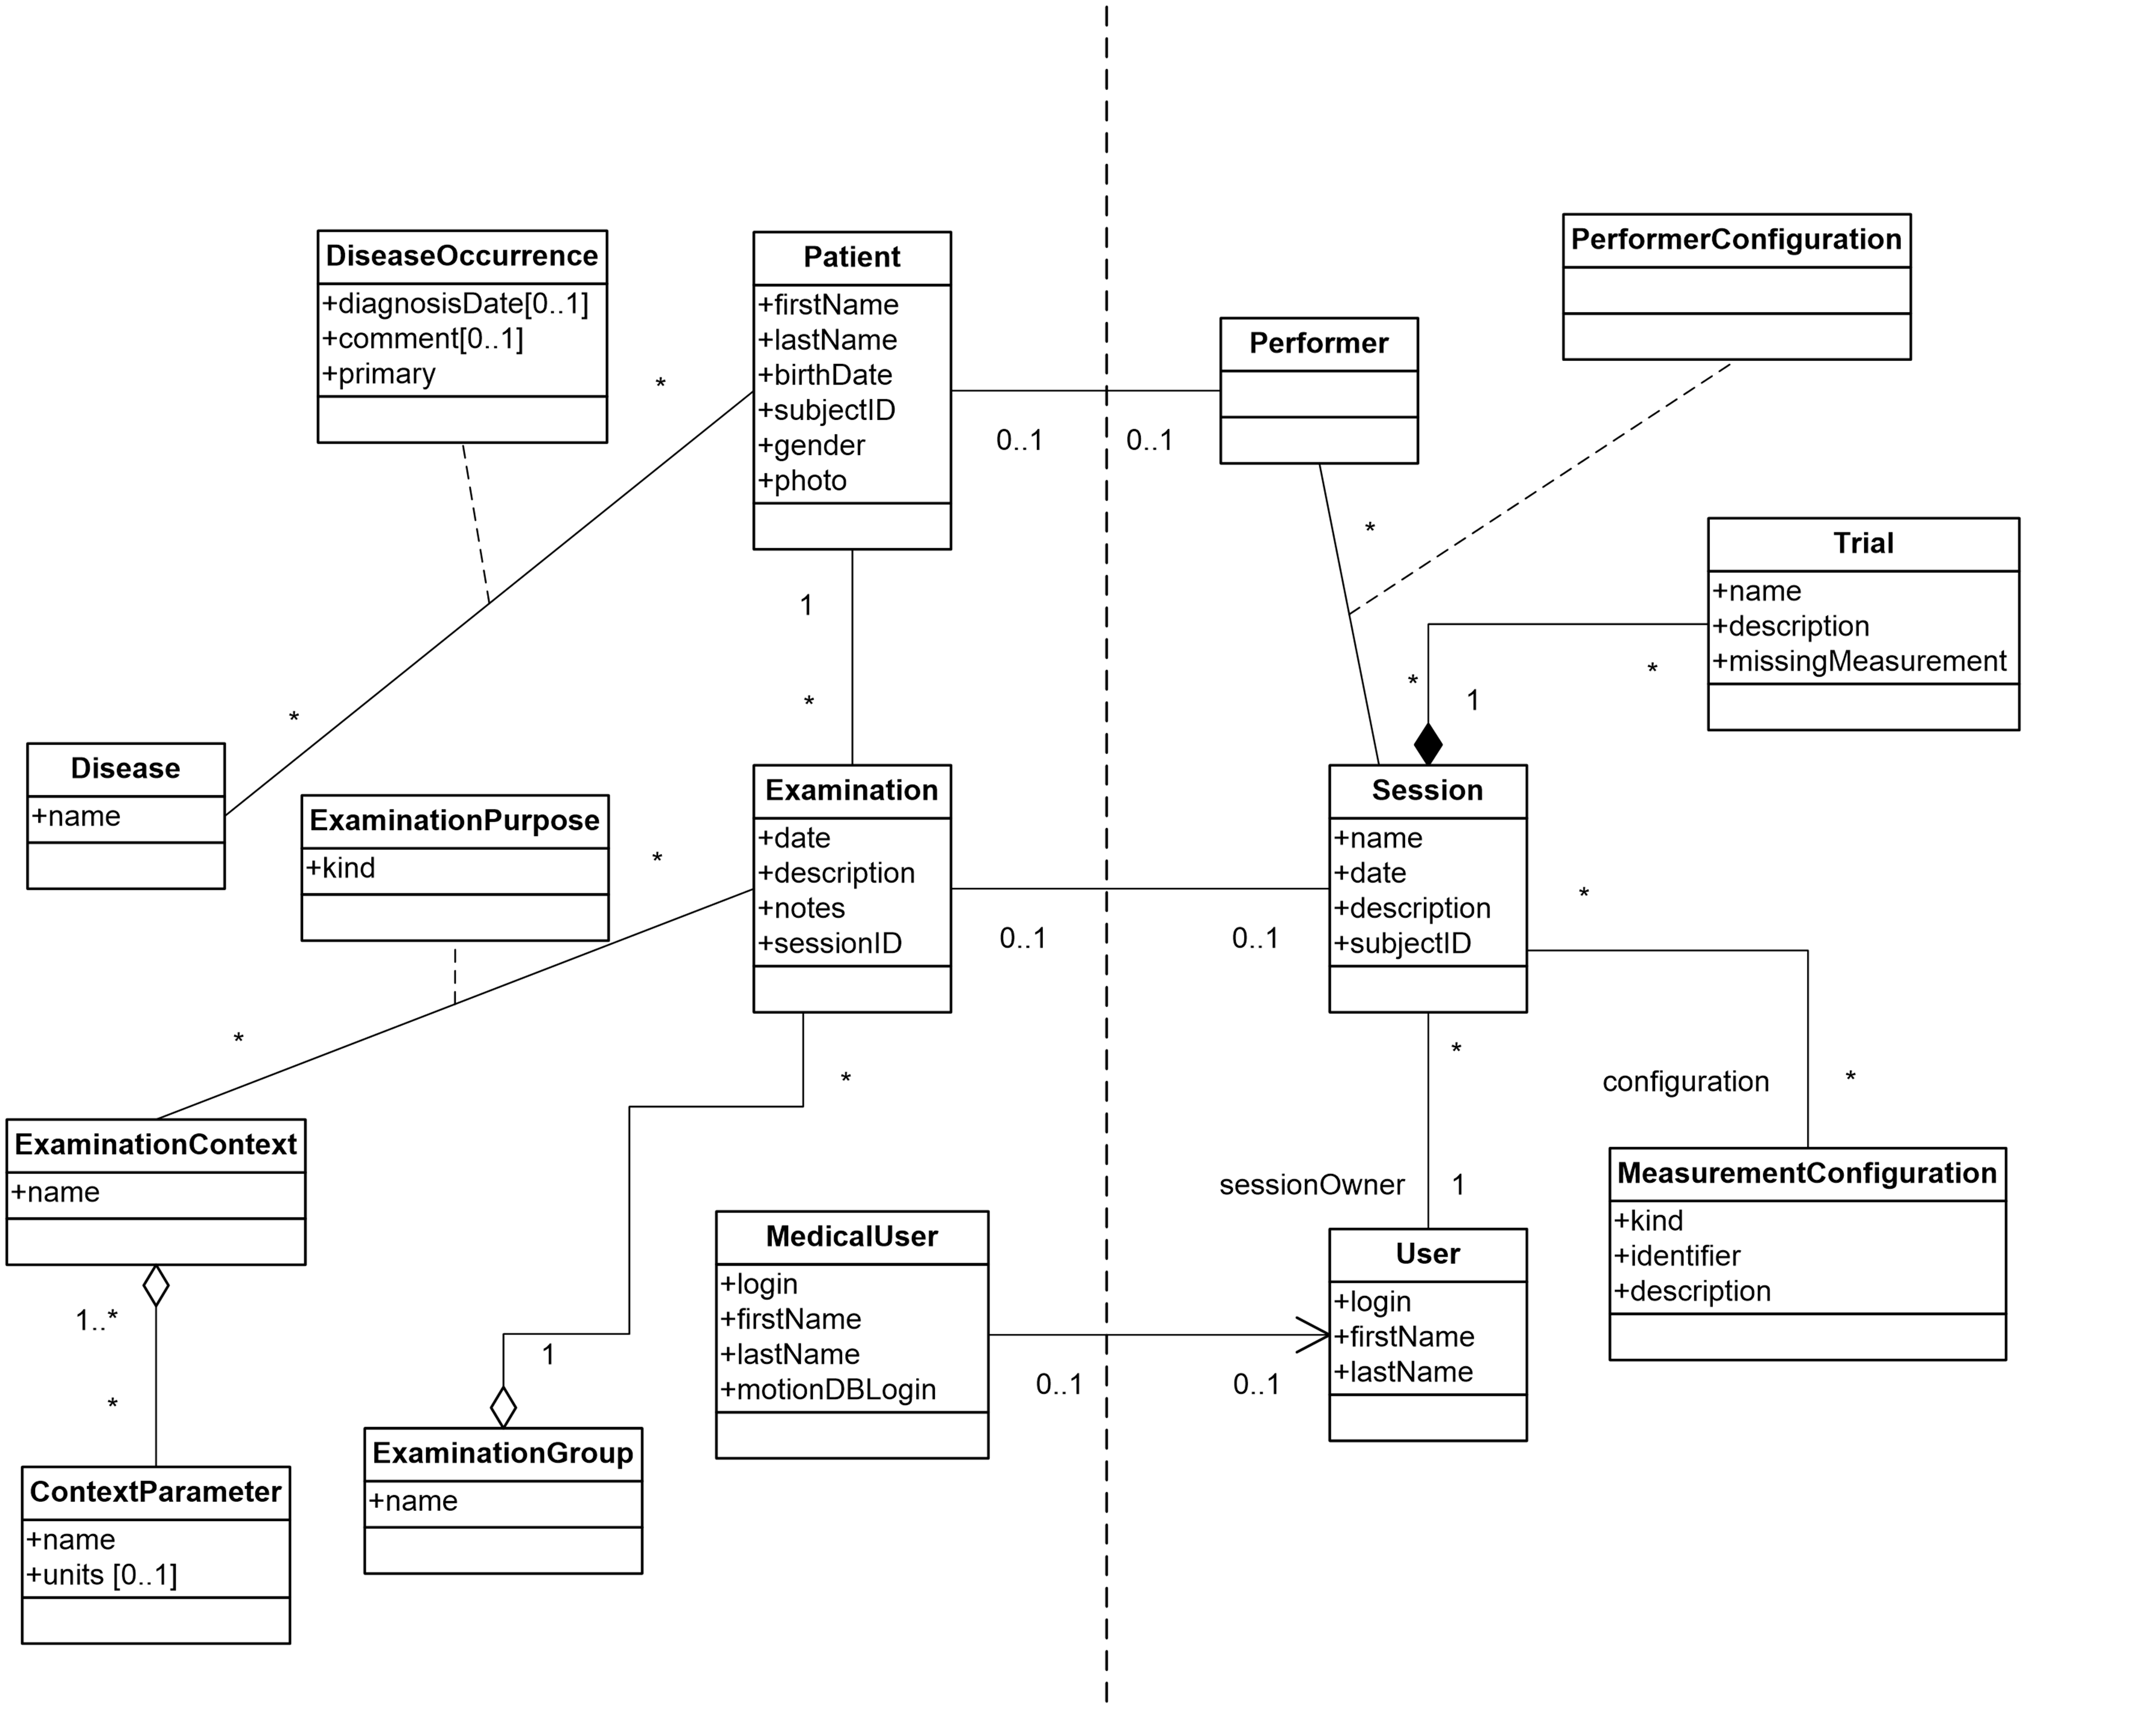 DiseaseOccurrence
+diagnosisDate[0..1]
+comment[0..1]
+primary
*
Patient
+firstName
+lastName
+birthDate
+subjectID
+gender
+photo
0..1
0..1
Performer
PerformerConfiguration
*
Trial
+name
+description
+missingMeasurement
*
*
1
1
*
*
Disease
+name
ExaminationPurpose
+kind
*
Examination
+date
+description
+notes
+sessionID
0..1
0..1
Session
+name
+date
+description
+subjectID
*
*
*
*
configuration
*
ExaminationContext
+name
sessionOwner
1
MeasurementConfiguration
+kind
+identifier
+description
MedicalUser
+login
+firstName
+lastName
+motionDBLogin
0..1
0..1
User
+login
+firstName
+lastName
1..*
*
1
ExaminationGroup
+name
ContextParameter
+name
+units [0..1]